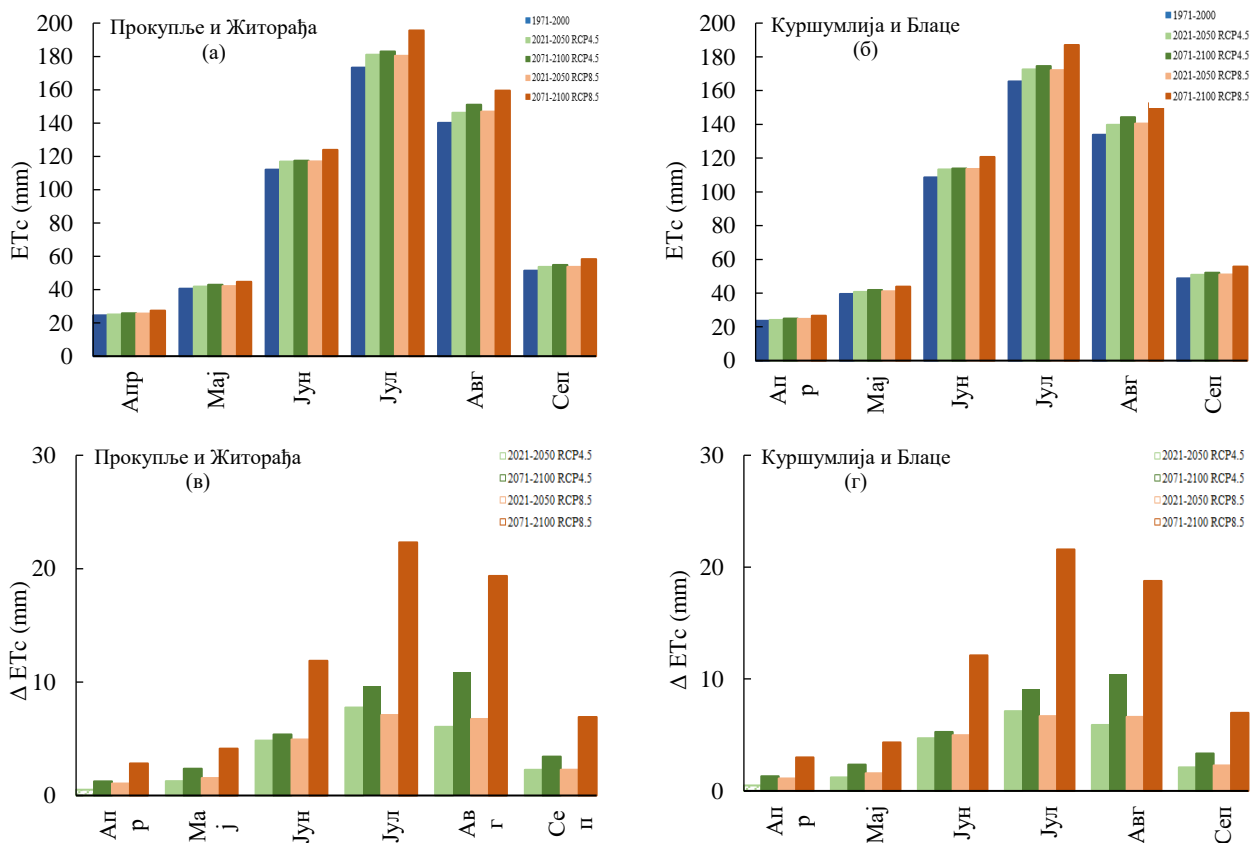 Прокупље и Житорађа
(а)
ETc (mm)
200
180
160
140
120
100
80
60
40
20
0
Апр
Мај
Јун
Јул
Авг
Сеп
1971-2000
2021-2050 RCP4.5
2071-2100 RCP4.5
2021-2050 RCP8.5
2071-2100 RCP8.5
Куршумлија и Блаце
(б)
ETc (mm)
200
180
160
140
120
100
80
60
40
20
0
Ап
р
Мај
Јун
Јул
Авг
Сеп
1971-2000
2021-2050 RCP4.5
2071-2100 RCP4.5
2021-2050 RCP8.5
2071-2100 RCP8.5
Прокупље и Житорађа
(в)
Δ ETc (mm)
30
20
10
0
Ап
р
Ма
ј
Јун
Јул
Ав
г
Се
п
2021-2050 RCP4.5
2071-2100 RCP4.5
2021-2050 RCP8.5
2071-2100 RCP8.5
Куршумлија и Блаце
(г)
Δ ETc (mm)
30
20
10
0
Ап
р
Мај
Јун
Јул
Авг
Сеп
2021-2050 RCP4.5
2071-2100 RCP4.5
2021-2050 RCP8.5
2071-2100 RCP8.5